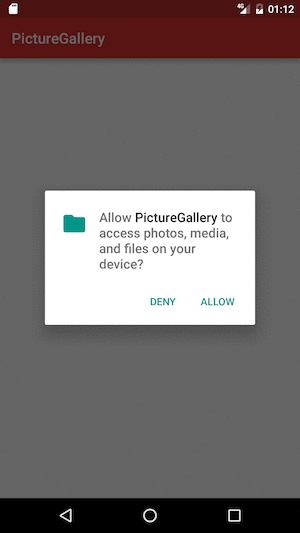 4G 01:12
PictureGallery
Allow PictureGallery to
access photos, media,
and files on your
device?
DENY ALLOW